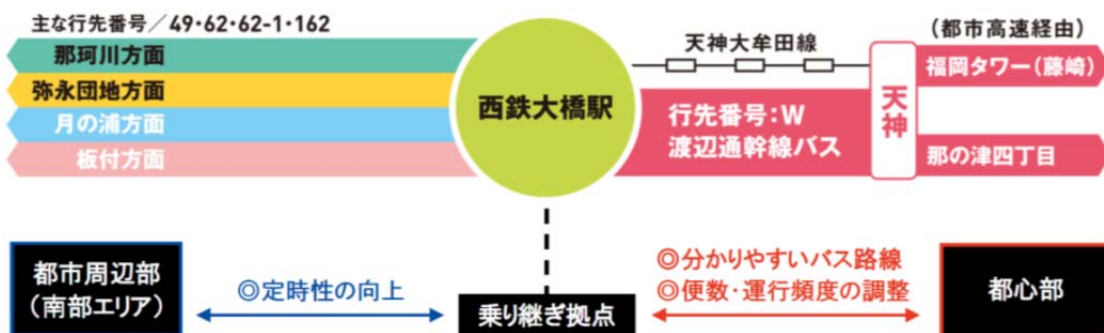 主な行先番号／49・62・62-1・162
那珂川方面
弥永団地方面
月の浦方面
板付方面
西鉄大橋駅
天神大牟田線
行先番号：W
渡辺通幹線バス
天神
（都市高速経由）
福岡タワー（藤崎）
那の津四丁目
都市周辺部
（南部エリア）
◎定時性の向上
乗り継ぎ拠点
◎分かりやすいバス路線
◎便数・運行頻度の調整
都心部